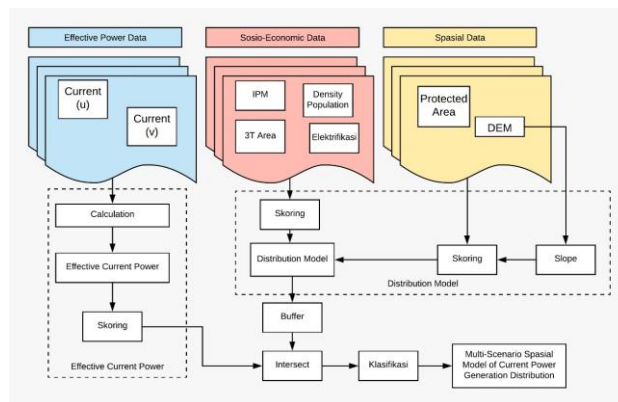 Effective Power Data
Sosio-Economic Data
Spasial Data
Current
(u)
Current
(v)
IPM
Density
Population
3T Area
Elektrifikasi
Protected
Area
DEM
Calculation
Effective Current Power
Skoring
Effective Current Power
Skoring
Distribution Model
Skoring
Slope
Distribution Model
Buffer
Intersect
Klasifikasi
Multi-Scenario Spasial
Model of Current Power
Generation Distribution